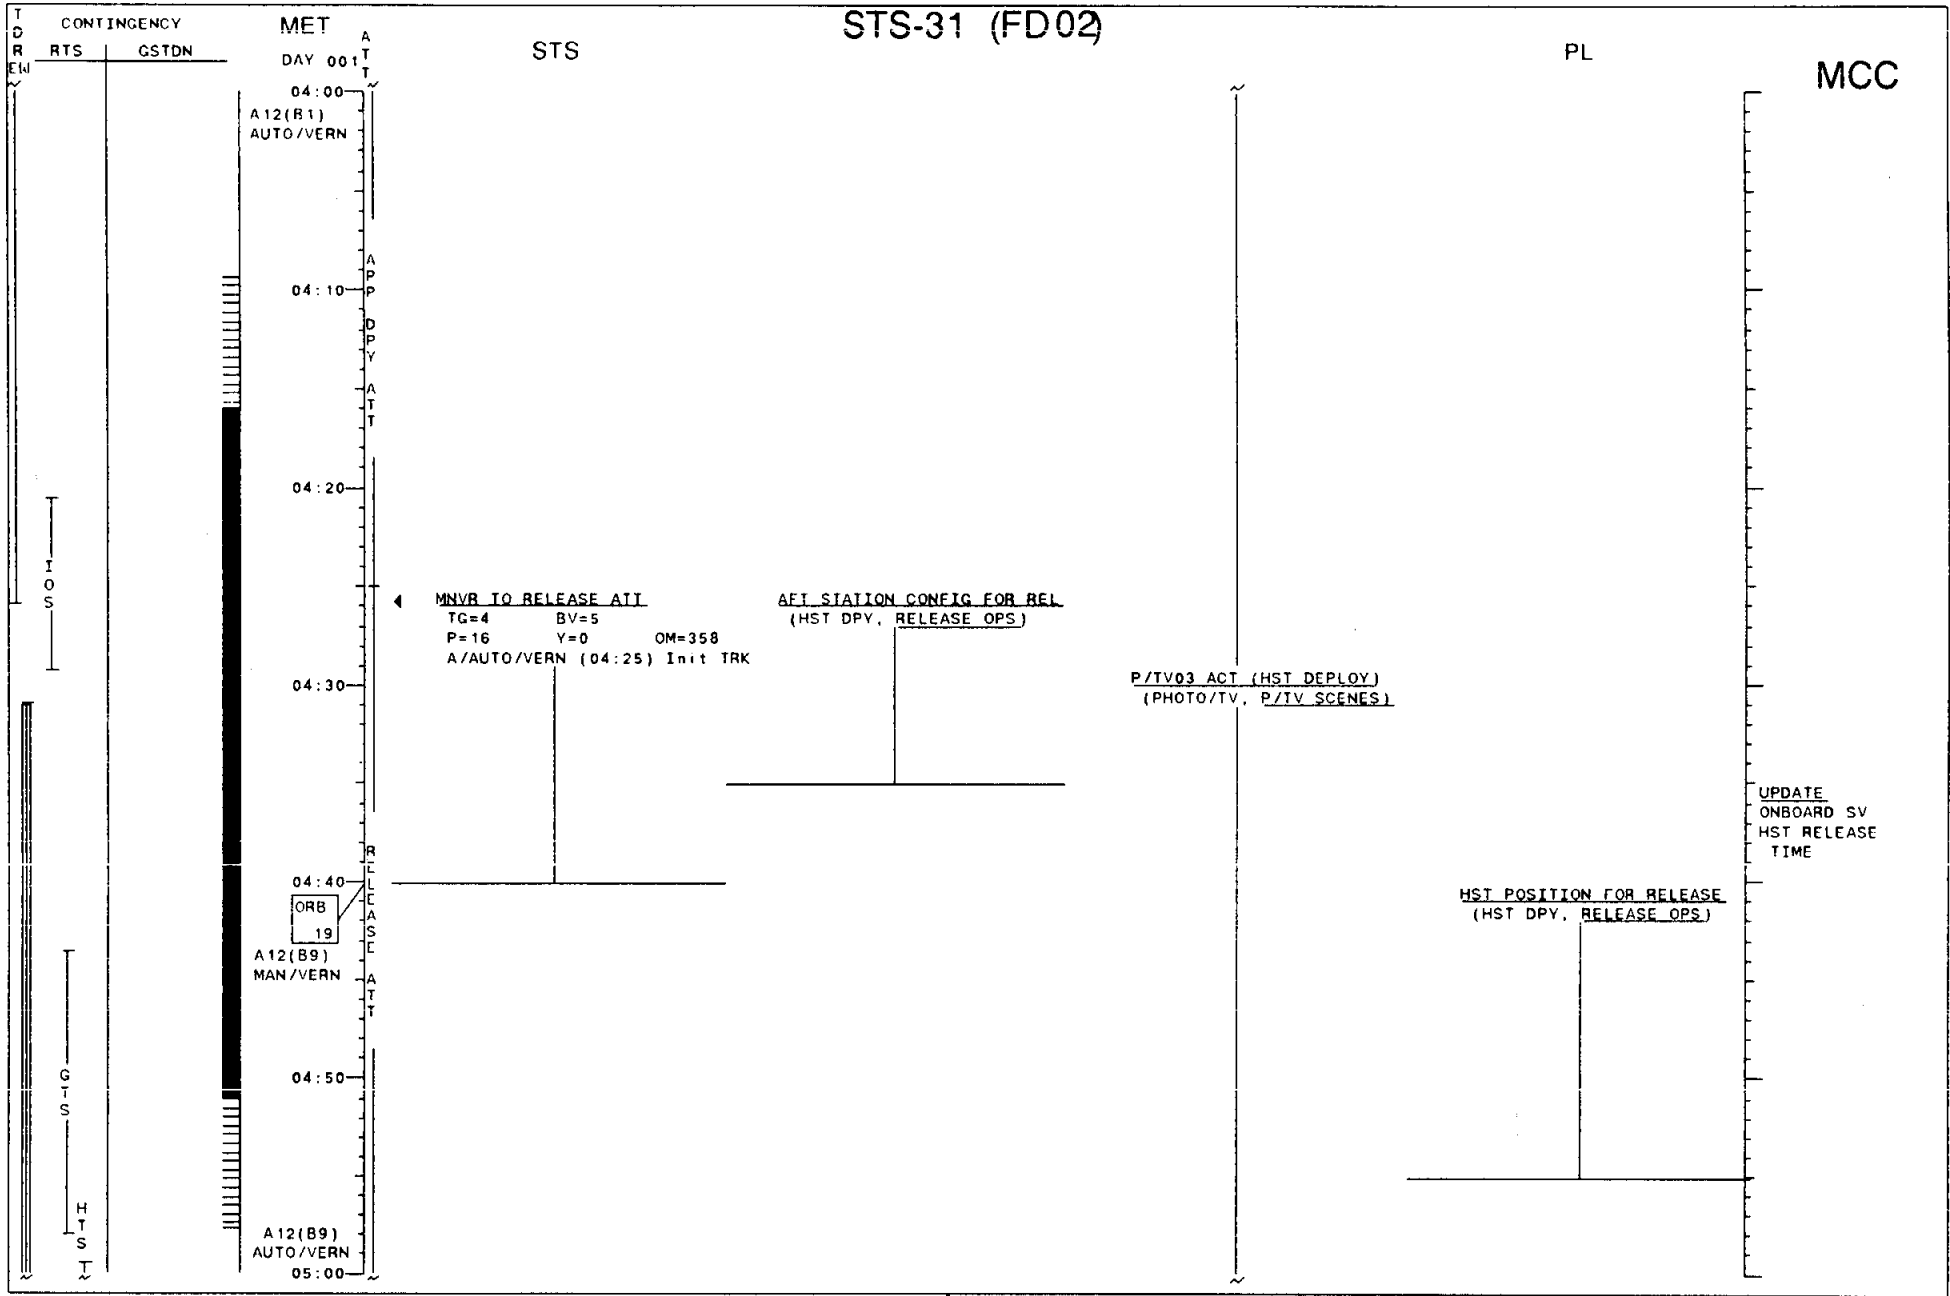 STS-31 (FD02)
TDR
EW
CONTINGENCY
RTS
GSTDN
MET
DAY 001
ATT
STS
PL
MCC
04:00
A12(B1)
AUTO/VERN
04:10
APP DPY ATT
04:20
IOS
MNVR TO RELEASE ATT
TG=4 BV=5
P=16 Y=0 OM=358
A/AUTO/VERN (04:25) Init TRK
AFT STATION CONFIG FOR REL
(HST DPY, RELEASE OPS)
04:30
P/TV03 ACT (HST DEPLOY)
(PHOTO/TV, P/TV SCENES)
UPDATE
ONBOARD SV
HST RELEASE
TIME
04:40
RELEASE ATT
ORB
19
HST POSITION FOR RELEASE
(HST DPY, RELEASE OPS)
A12(B9)
MAN/VERN
04:50
GTS
HTS
A12(B9)
AUTO/VERN
05:00